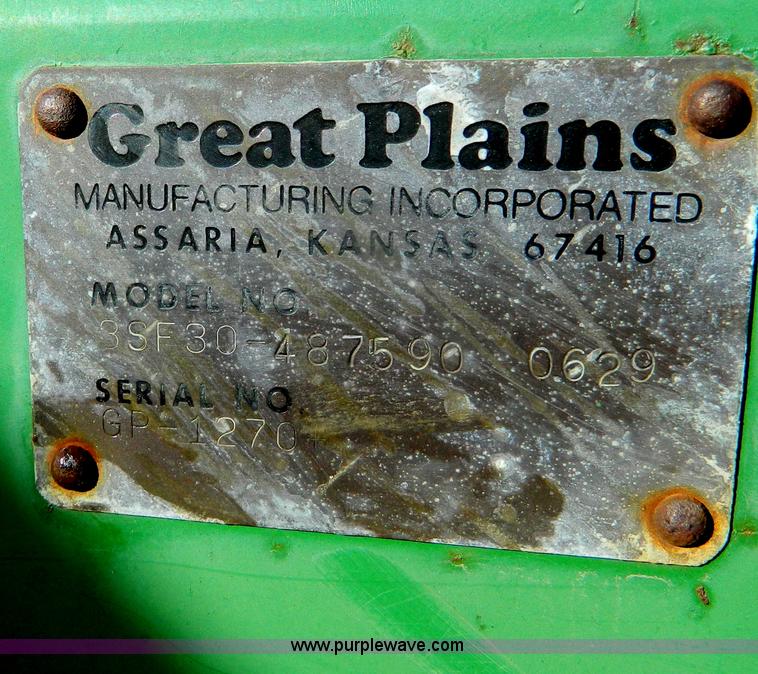 Great Plains
MANUFACTURING INCORPORATED
ASSARIA, KANSAS 67416
MODEL NO.
3SF30-487590 0629
SERIAL NO.
GP-1270
www.purplewave.com